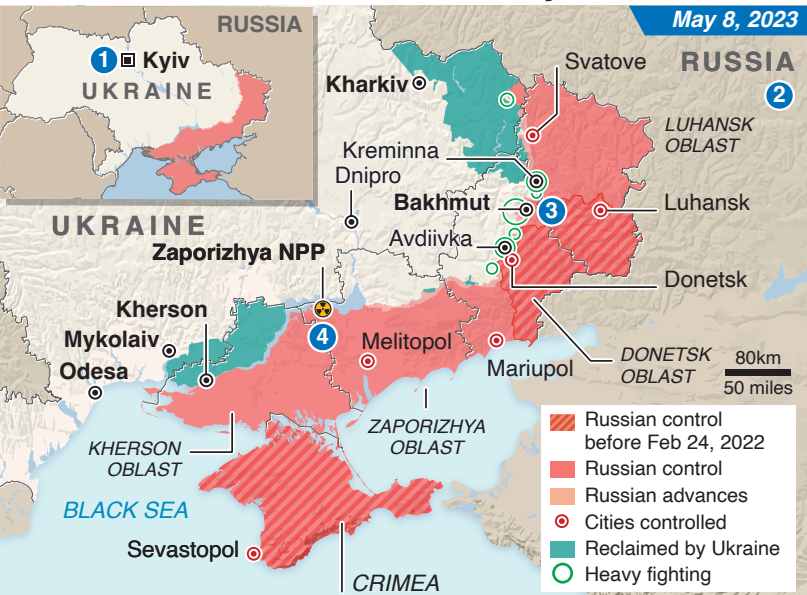 May 8, 2023
RUSSIA
1
Kyiv
UKRAINE
Kharkiv
Svatove
RUSSIA
2
LUHANSK
OBLAST
Kreminna
Dnipro
Bakhmut
3
Luhansk
UKRAINE
Avdiivka
Zaporizhya NPP
Donetsk
Kherson
4
Mykolaiv
Melitopol
Odesa
Mariupol
DONETSK
OBLAST
80km
50 miles
ZAPORIZHYA
OBLAST
KHERSON
OBLAST
BLACK SEA
Sevastopol
CRIMEA
Russian control
before Feb 24, 2022
Russian control
Russian advances
Cities controlled
Reclaimed by Ukraine
Heavy fighting